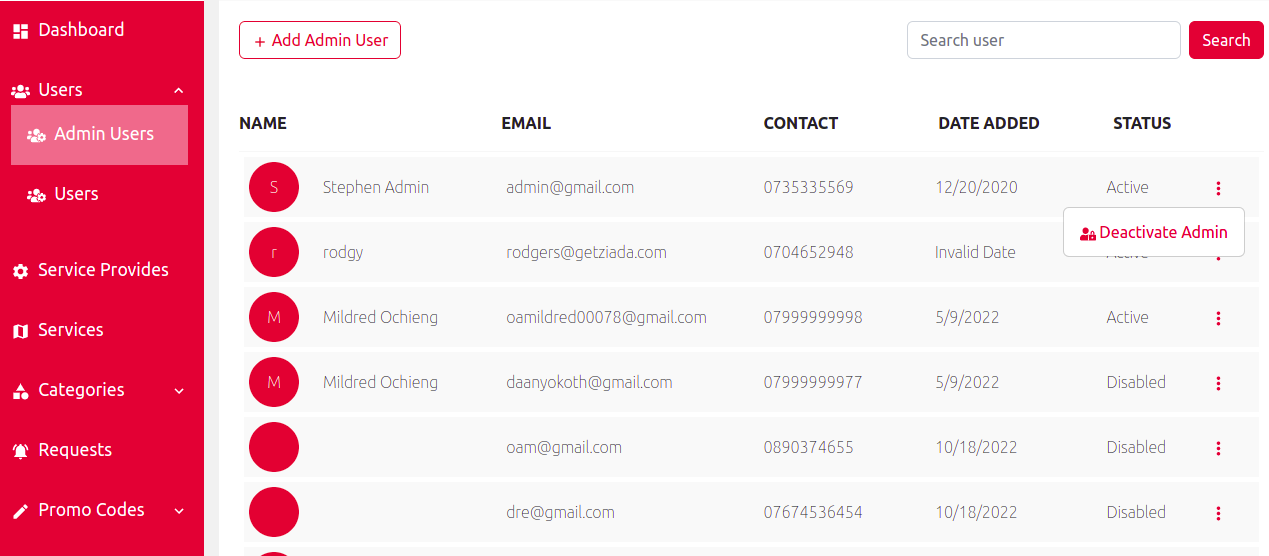 Dashboard
Users
Admin Users
Users
Service Provides
Services
Categories
Requests
Promo Codes
+ Add Admin User
Search user
Search
NAME EMAIL CONTACT DATE ADDED STATUS
S Stephen Admin admin@gmail.com 0735335569 12/20/2020 Active
Deactivate Admin
r rodgy rodgers@getziada.com 0704652948 Invalid Date
M Mildred Ochieng oamildred00078@gmail.com 07999999998 5/9/2022 Active
M Mildred Ochieng daanyokoth@gmail.com 07999999977 5/9/2022 Disabled
oam@gmail.com 0890374655 10/18/2022 Disabled
dre@gmail.com 07674536454 10/18/2022 Disabled